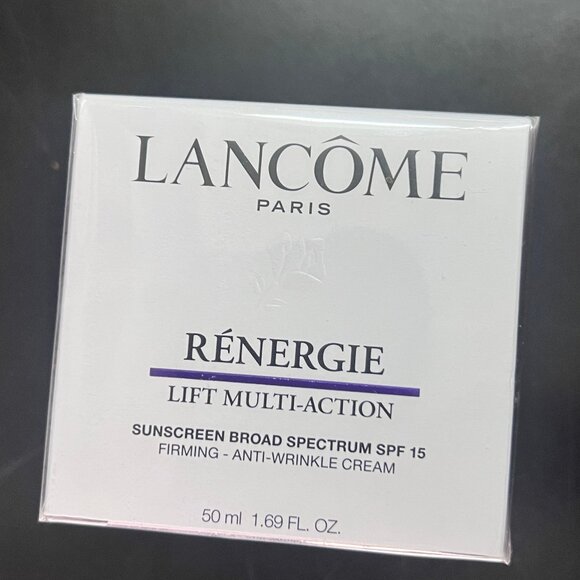 LANCÔME
PARIS
RÉNERGIE
LIFT MULTI-ACTION
SUNSCREEN BROAD SPECTRUM SPF 15
FIRMING - ANTI-WRINKLE CREAM
50 ml 1.69 FL. OZ.